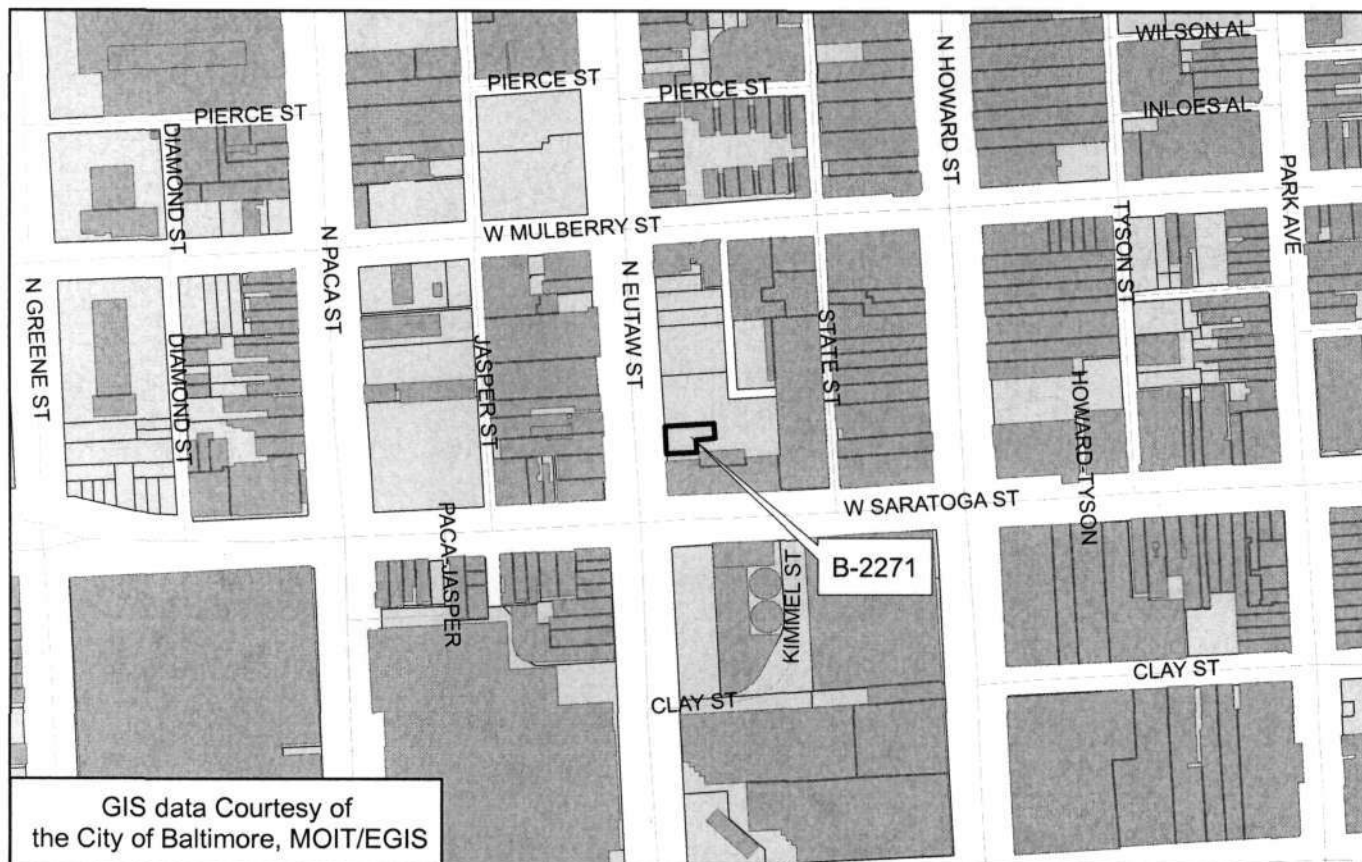 WILSON AL
N HOWARD ST
PIERCE ST
PIERCE ST
PIERCE ST
INLOES AL
DIAMOND ST
PARK AVE
W MULBERRY ST
TYSON ST
N PACA ST
N EUTAW ST
N GREENE ST
DIAMOND ST
JASPER ST
STATE ST
HOWARD-TYSON
W SARATOGA ST
PACA-JASPER
B-2271
KIMMEL ST
CLAY ST
CLAY ST
GIS data Courtesy of
the City of Baltimore, MOIT/EGIS